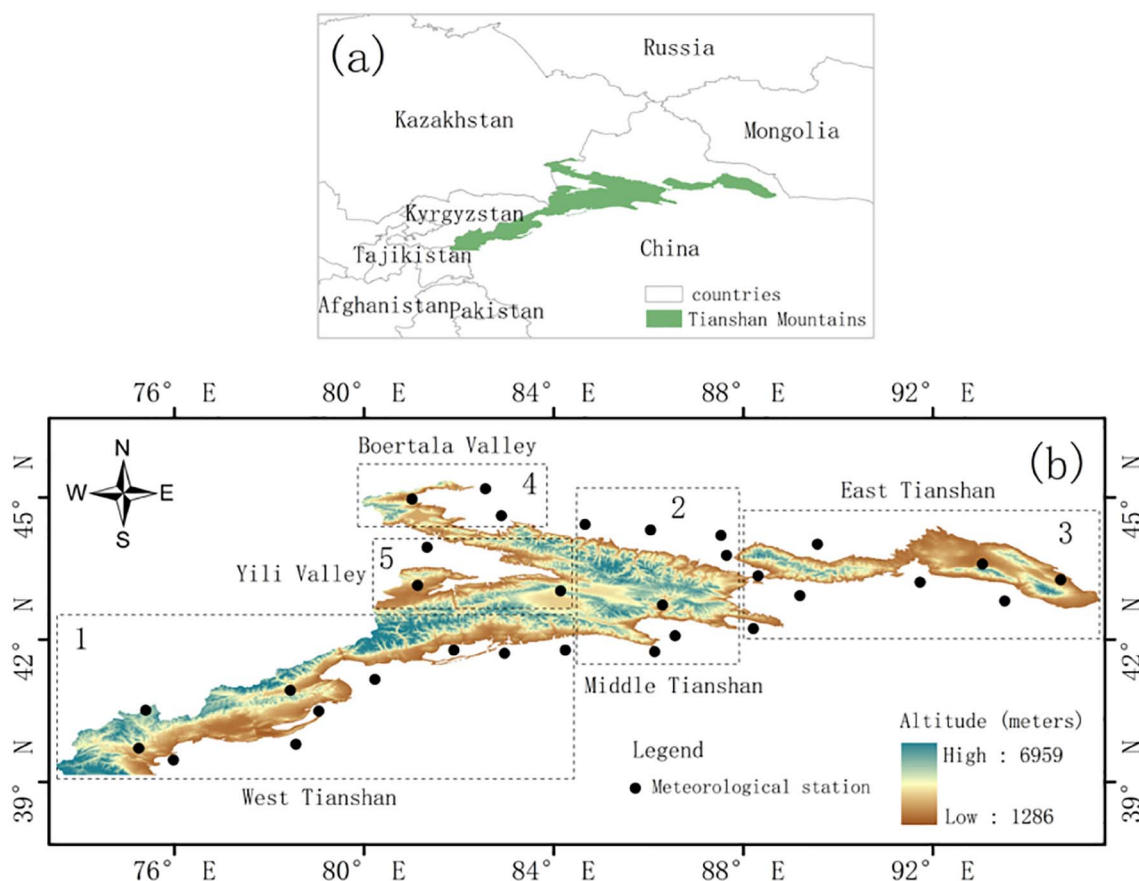 (a)
Russia
Kazakhstan
Mongolia
Kyrgyzstan
Tajikistan
China
Afghanistan
Pakistan
countries
Tianshan Mountains
76° E 80° E 84° E 88° E 92° E
(b)
Boertala Valley
N
W E
S
4
2
East Tianshan
3
45° N
45° N
Yili Valley
5
1
42° N
42° N
Middle Tianshan
Altitude (meters)
High : 6959
Low : 1286
Legend
Meteorological station
West Tianshan
39° N
39° N
76° E 80° E 84° E 88° E 92° E